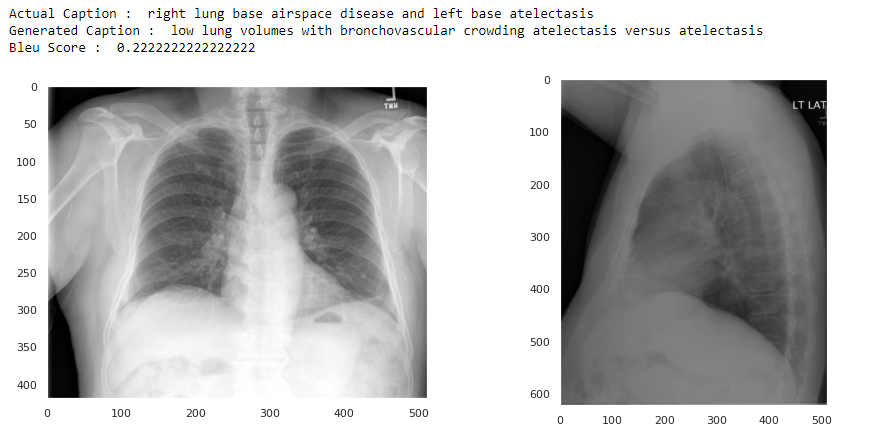 Actual Caption :  right lung base airspace disease and left base atelectasis
Generated Caption :  low lung volumes with bronchovascular crowding atelectasis versus atelectasis
Bleu Score :  0.2222222222222222
0
50
100
150
200
250
300
350
400
0 100 200 300 400 500
TMM
0
100
200
300
400
500
600
0 100 200 300 400 500
LT LAT